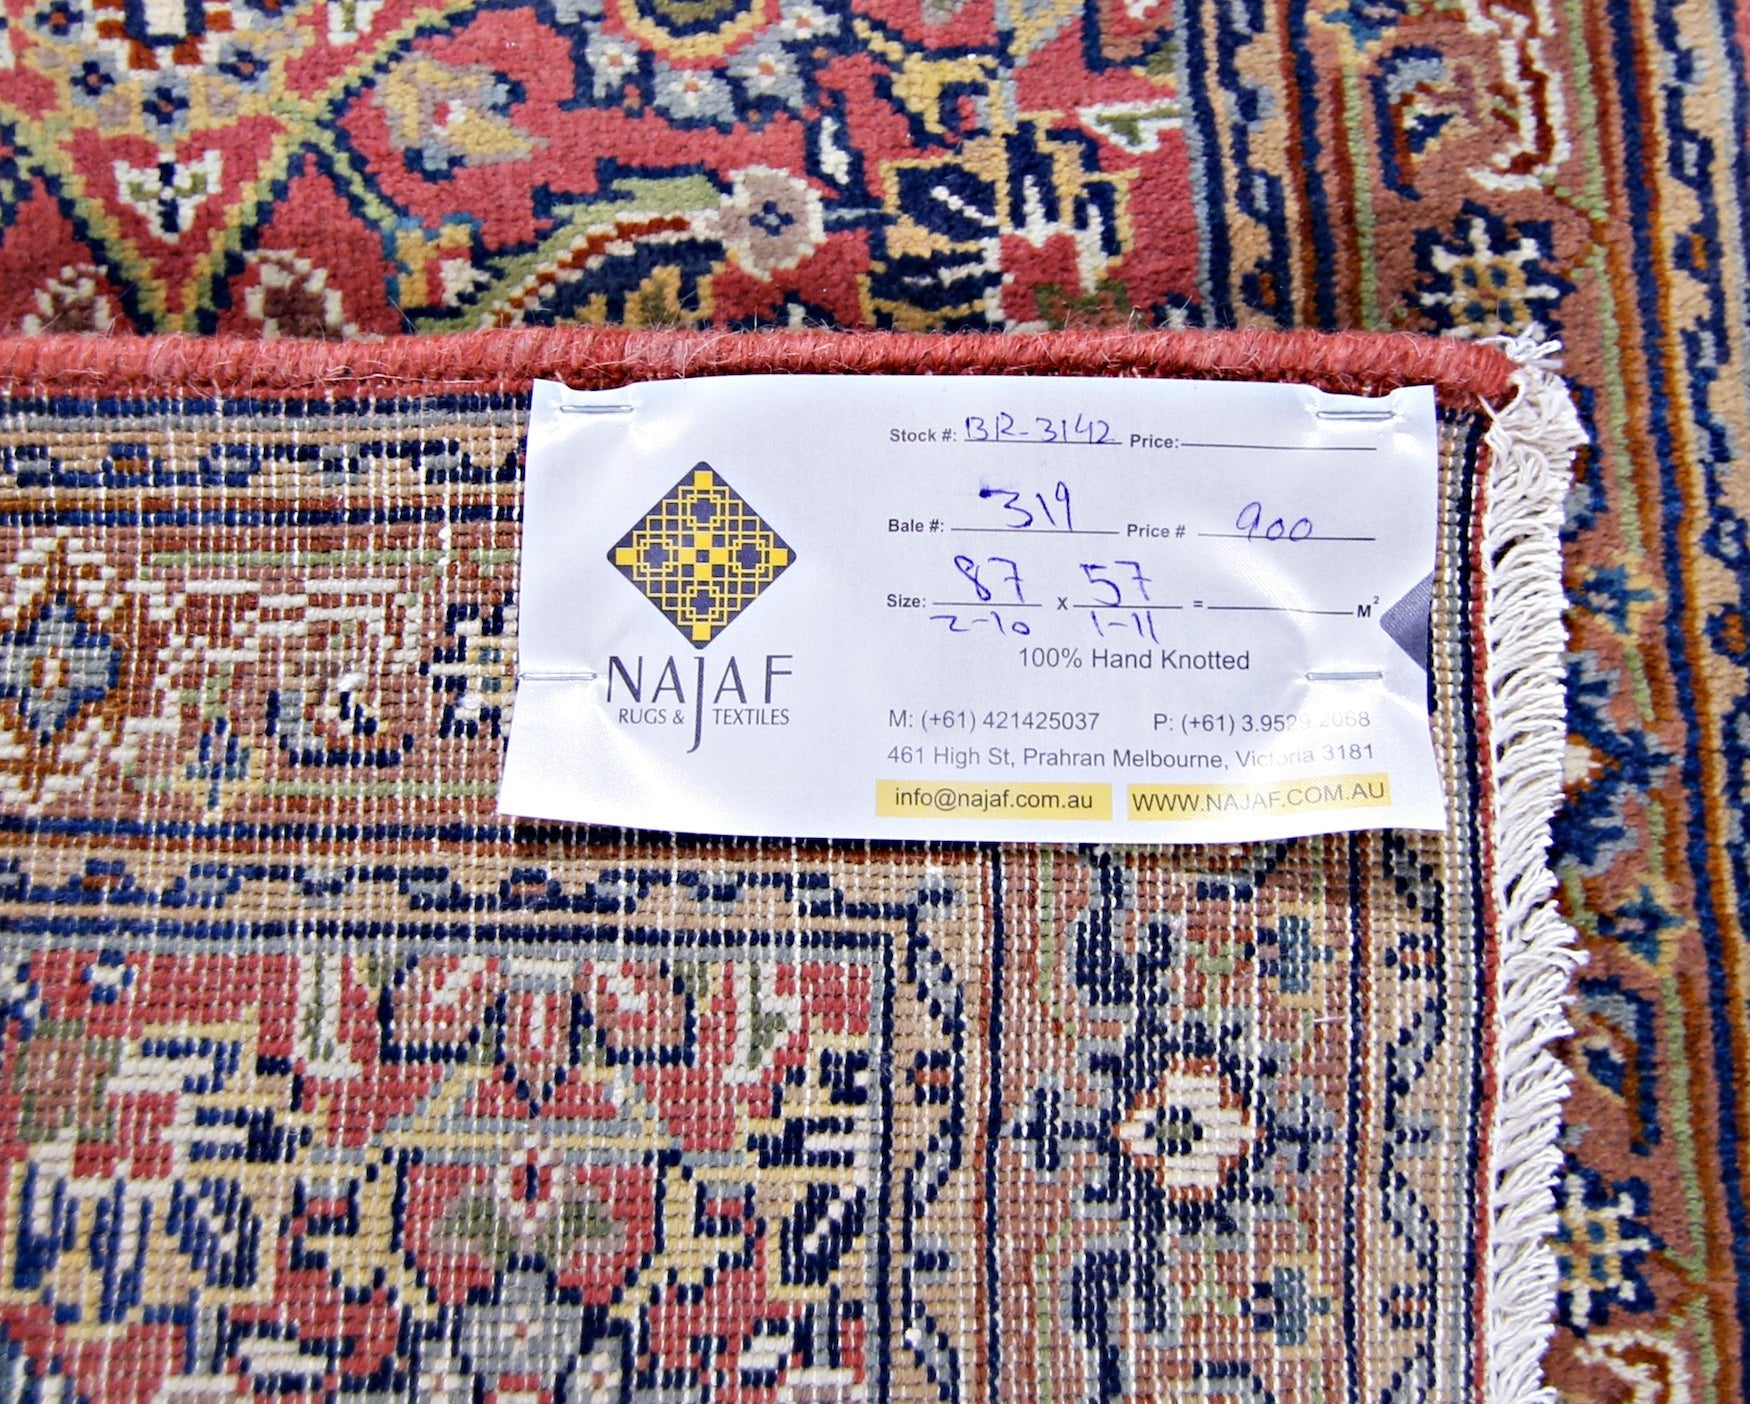 Stock #: BR-3142 Price:
Bale #: 319 Price # 900
Size: 87 x 57 = M²
2-10 1-11
100% Hand Knotted
NAJAF
RUGS & TEXTILES
M: (+61) 421425037 P: (+61) 3.9529.2068
461 High St, Prahran Melbourne, Victoria 3181
info@najaf.com.au WWW.NAJAF.COM.AU